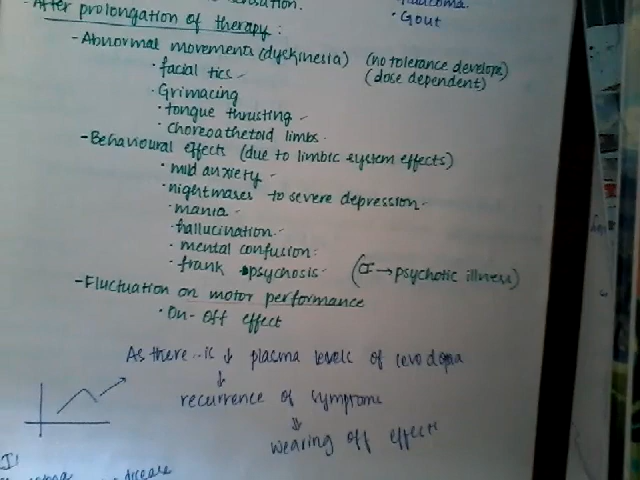 · Gout
- After prolongation of therapy :
- Abnormal movements (dyskinesia) (no tolerance develops)
· facial tics (dose dependent)
· Grimacing
· tongue thrusting
· choreoathetoid limbs
- Behavioural effects (due to limbic system effects)
· mild anxiety
· nightmares to severe depression
· mania
· hallucination
· mental confusion
· frank psychosis (CI → psychotic illness)
- Fluctuation on motor performance
· On-Off effect
As there is ↓ plasma levels of levodopa
↓
recurrence of symptoms
⇓
wearing off effects
disease